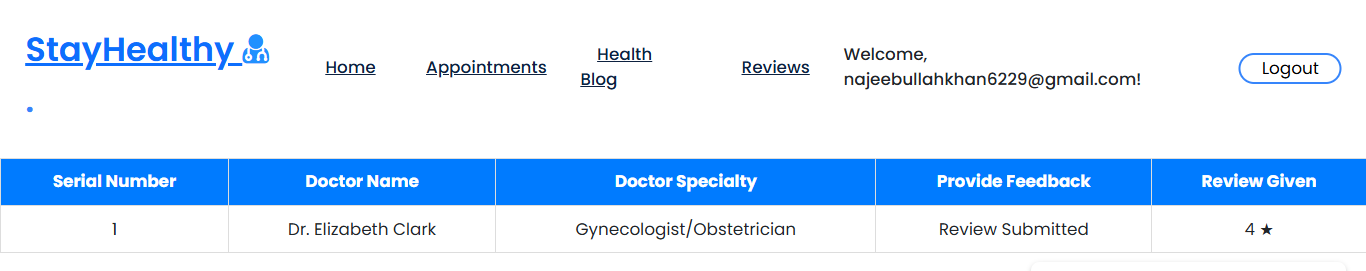 StayHealthy
.
Home
Appointments
Health
Blog
Reviews
Welcome,
najeebullahkhan6229@gmail.com!
Logout
Serial Number Doctor Name Doctor Specialty Provide Feedback Review Given
1 Dr. Elizabeth Clark Gynecologist/Obstetrician Review Submitted 4 ★